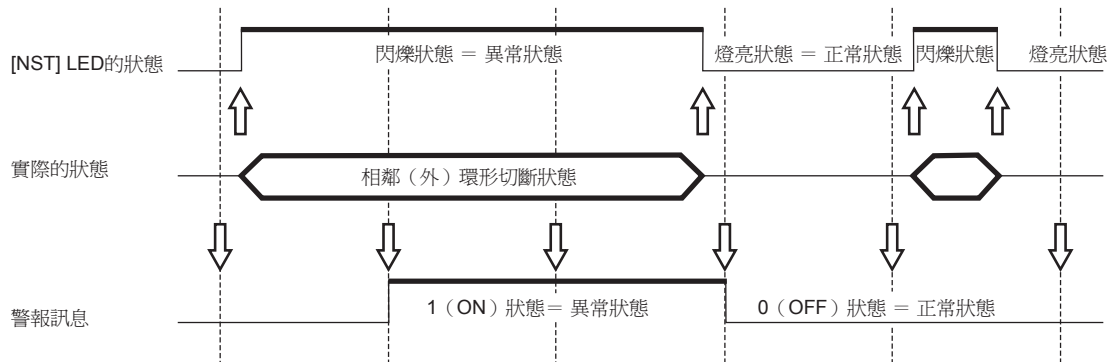 [NST] LED的狀態
閃爍狀態 = 異常狀態
燈亮狀態 = 正常狀態
閃爍狀態
燈亮狀態
實際的狀態
相鄰（外）環形切斷狀態
警報訊息
1（ON）狀態= 異常狀態
0（OFF）狀態 = 正常狀態